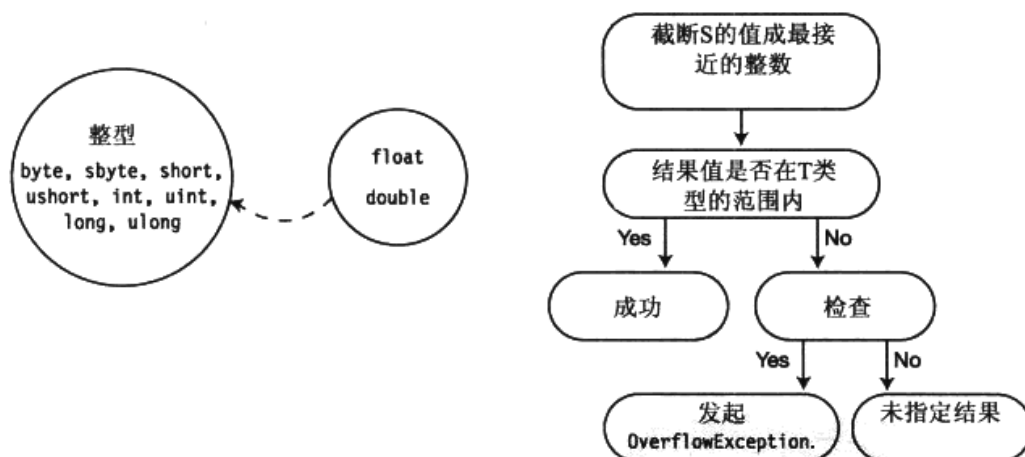 整型
byte, sbyte, short,
ushort, int, uint,
long, ulong
float
double
截断S的值成最接
近的整数
结果值是否在T类
型的范围内
Yes
No
成功
检查
Yes
No
发起
OverflowException.
未指定结果